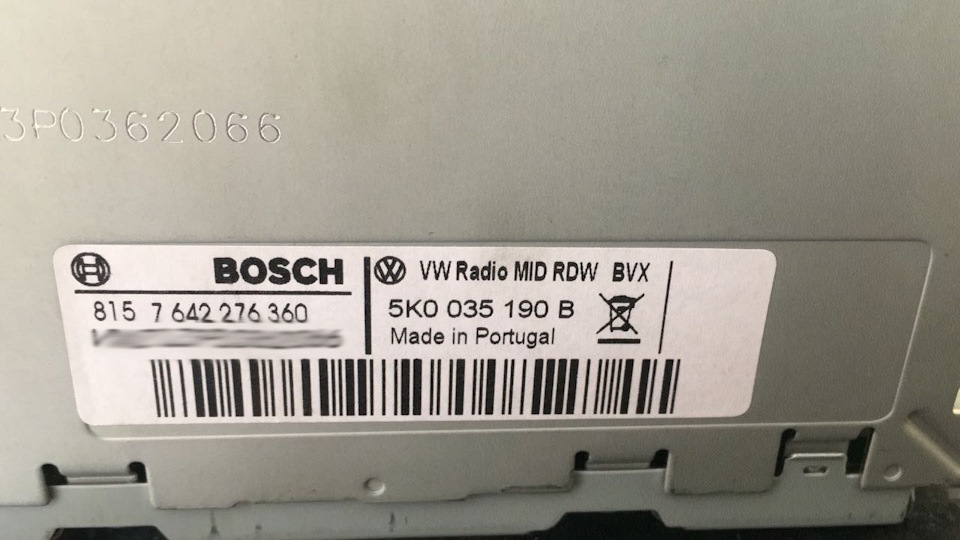 3P0362066
BOSCH
815 7 642 276 360
VW Radio MID RDW BVX
5K0 035 190 B
Made in Portugal